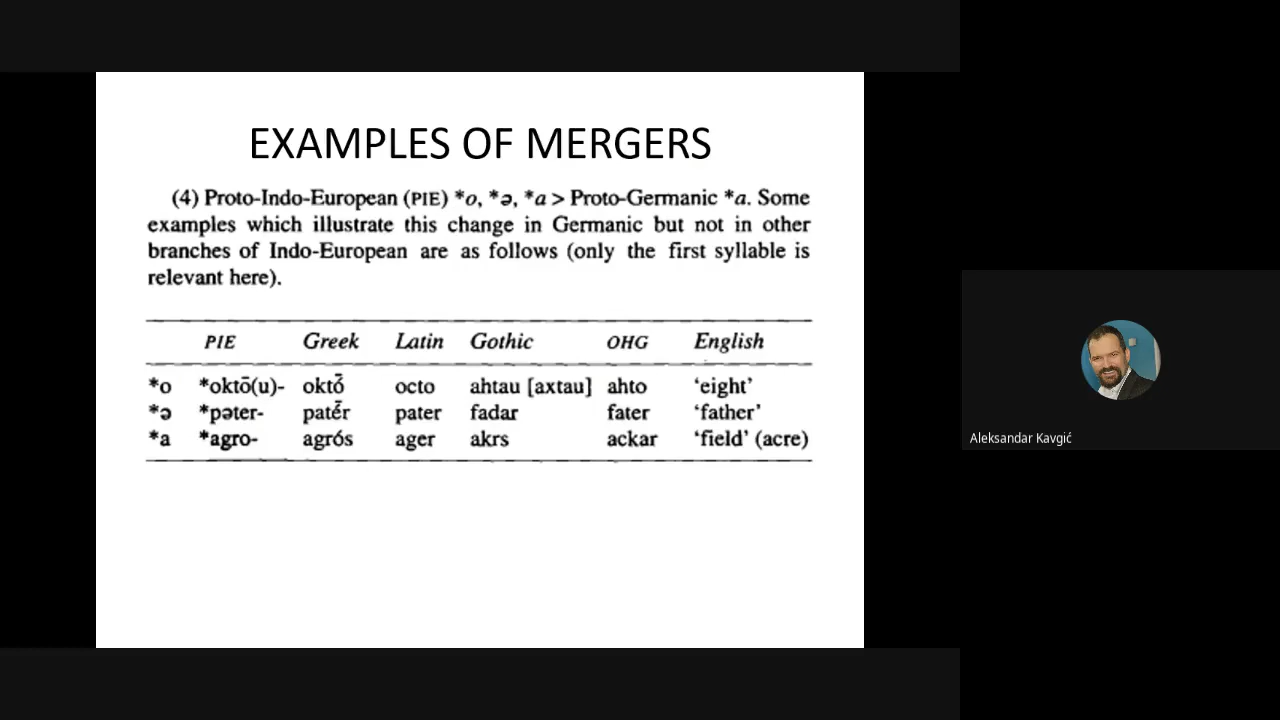 EXAMPLES OF MERGERS
(4) Proto-Indo-European (PIE) *o, *ə, *a > Proto-Germanic *a. Some
examples which illustrate this change in Germanic but not in other
branches of Indo-European are as follows (only the first syllable is
relevant here).
PIE Greek Latin Gothic OHG English
*o *oktō(u)- oktṓ octo ahtau [axtau] ahto ‘eight’
*ə *pəter- patḗr pater fadar fater ‘father’
*a *agro- agrós ager akrs ackar ‘field’ (acre)
Aleksandar Kavgić